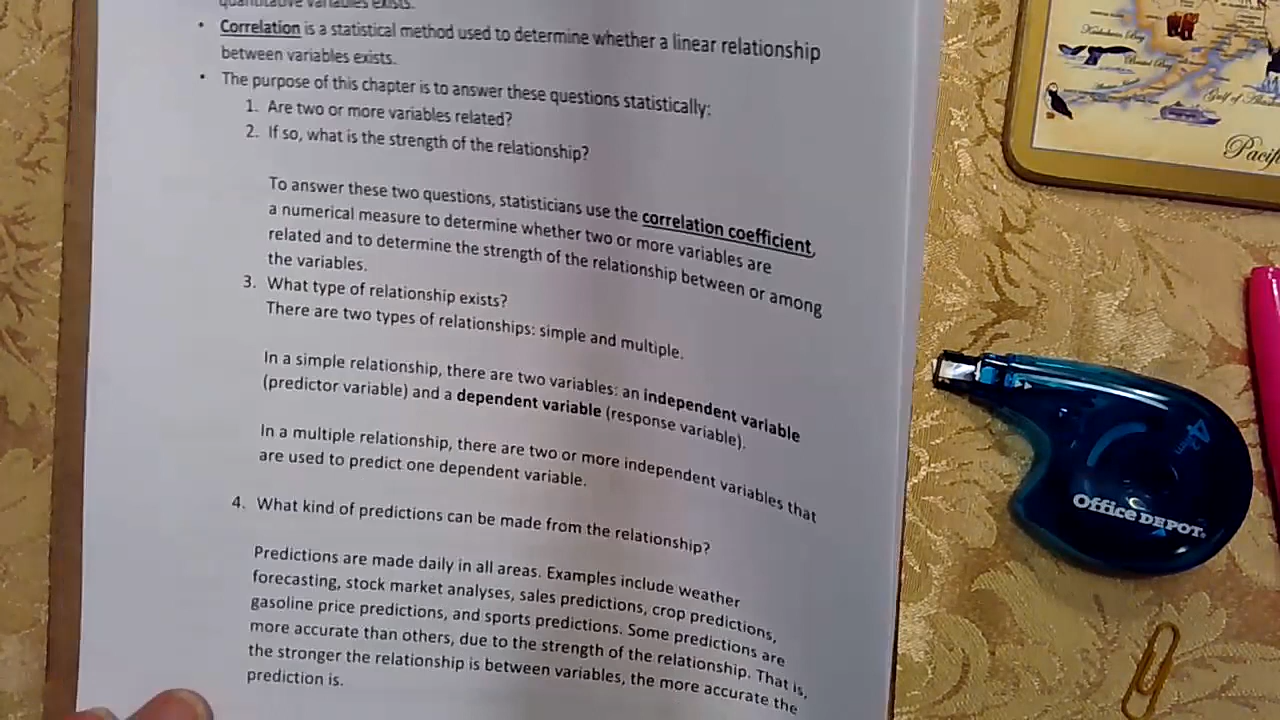 quantitative variables exists.
• Correlation is a statistical method used to determine whether a linear relationship
between variables exists.
• The purpose of this chapter is to answer these questions statistically:
1. Are two or more variables related?
2. If so, what is the strength of the relationship?
To answer these two questions, statisticians use the correlation coefficient,
a numerical measure to determine whether two or more variables are
related and to determine the strength of the relationship between or among
the variables.
3. What type of relationship exists?
There are two types of relationships: simple and multiple.
In a simple relationship, there are two variables: an independent variable
(predictor variable) and a dependent variable (response variable).
In a multiple relationship, there are two or more independent variables that
are used to predict one dependent variable.
4. What kind of predictions can be made from the relationship?
Predictions are made daily in all areas. Examples include weather
forecasting, stock market analyses, sales predictions, crop predictions,
gasoline price predictions, and sports predictions. Some predictions are
more accurate than others, due to the strength of the relationship. That is,
the stronger the relationship is between variables, the more accurate the
prediction is.
Bristol Bay
Gulf of
Pacif
Office DEPOT